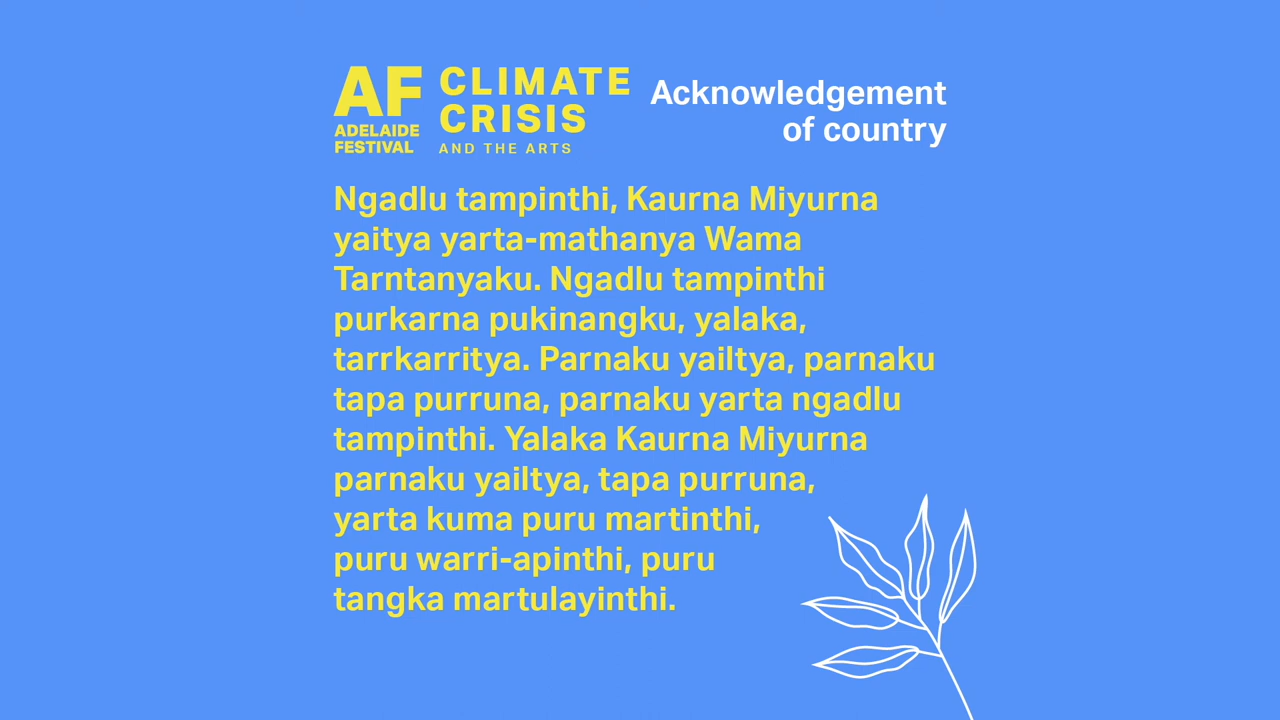 AF
ADELAIDE
FESTIVAL
CLIMATE
CRISIS
AND THE ARTS
Acknowledgement
of country
Ngadlu tampinthi, Kaurna Miyurna
yaitya yarta-mathanya Wama
Tarntanyaku. Ngadlu tampinthi
purkarna pukinangku, yalaka,
tarrkarritya. Parnaku yailtya, parnaku
tapa purruna, parnaku yarta ngadlu
tampinthi. Yalaka Kaurna Miyurna
parnaku yailtya, tapa purruna,
yarta kuma puru martinthi,
puru warri-apinthi, puru
tangka martulayinthi.